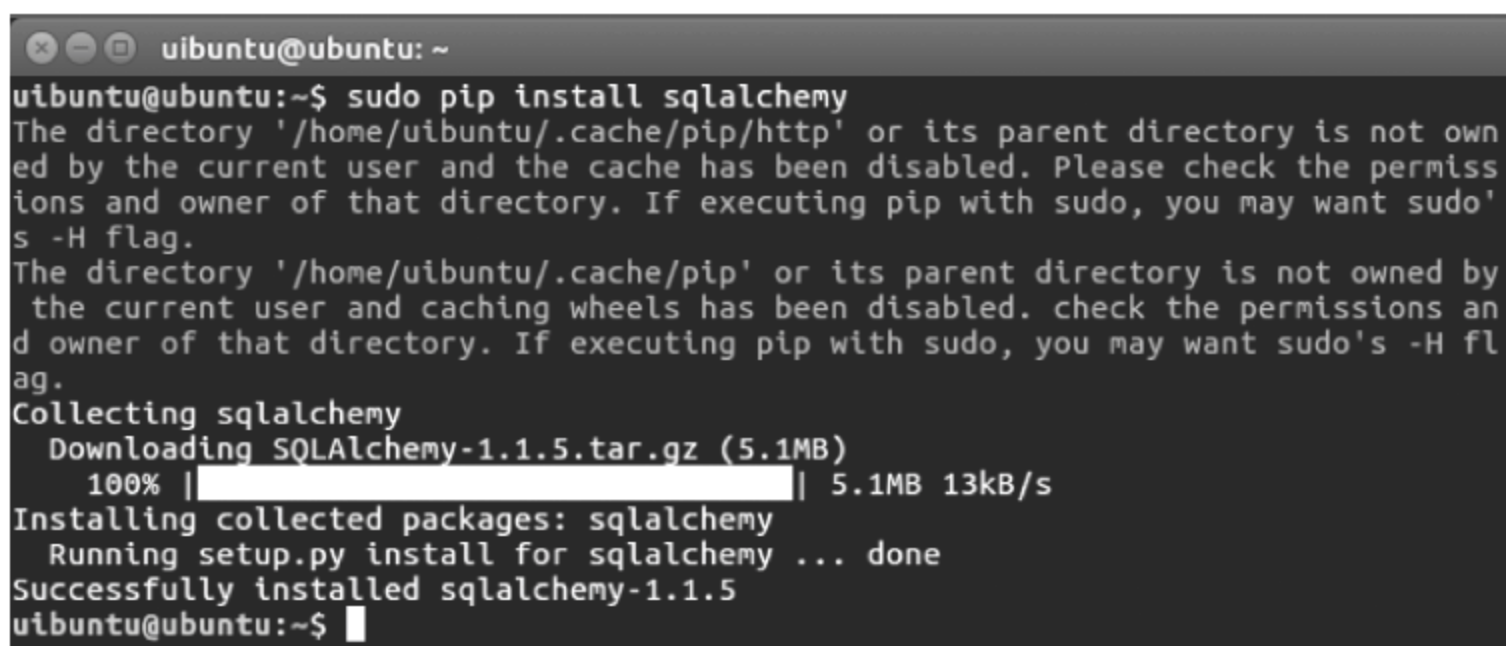 uibuntu@ubuntu: ~
uibuntu@ubuntu:~$ sudo pip install sqlalchemy
The directory '/home/uibuntu/.cache/pip/http' or its parent directory is not own
ed by the current user and the cache has been disabled. Please check the permiss
ions and owner of that directory. If executing pip with sudo, you may want sudo'
s -H flag.
The directory '/home/uibuntu/.cache/pip' or its parent directory is not owned by
 the current user and caching wheels has been disabled. check the permissions an
d owner of that directory. If executing pip with sudo, you may want sudo's -H fl
ag.
Collecting sqlalchemy
  Downloading SQLAlchemy-1.1.5.tar.gz (5.1MB)
    100% |████████████████████████████████| 5.1MB 13kB/s
Installing collected packages: sqlalchemy
  Running setup.py install for sqlalchemy ... done
Successfully installed sqlalchemy-1.1.5
uibuntu@ubuntu:~$